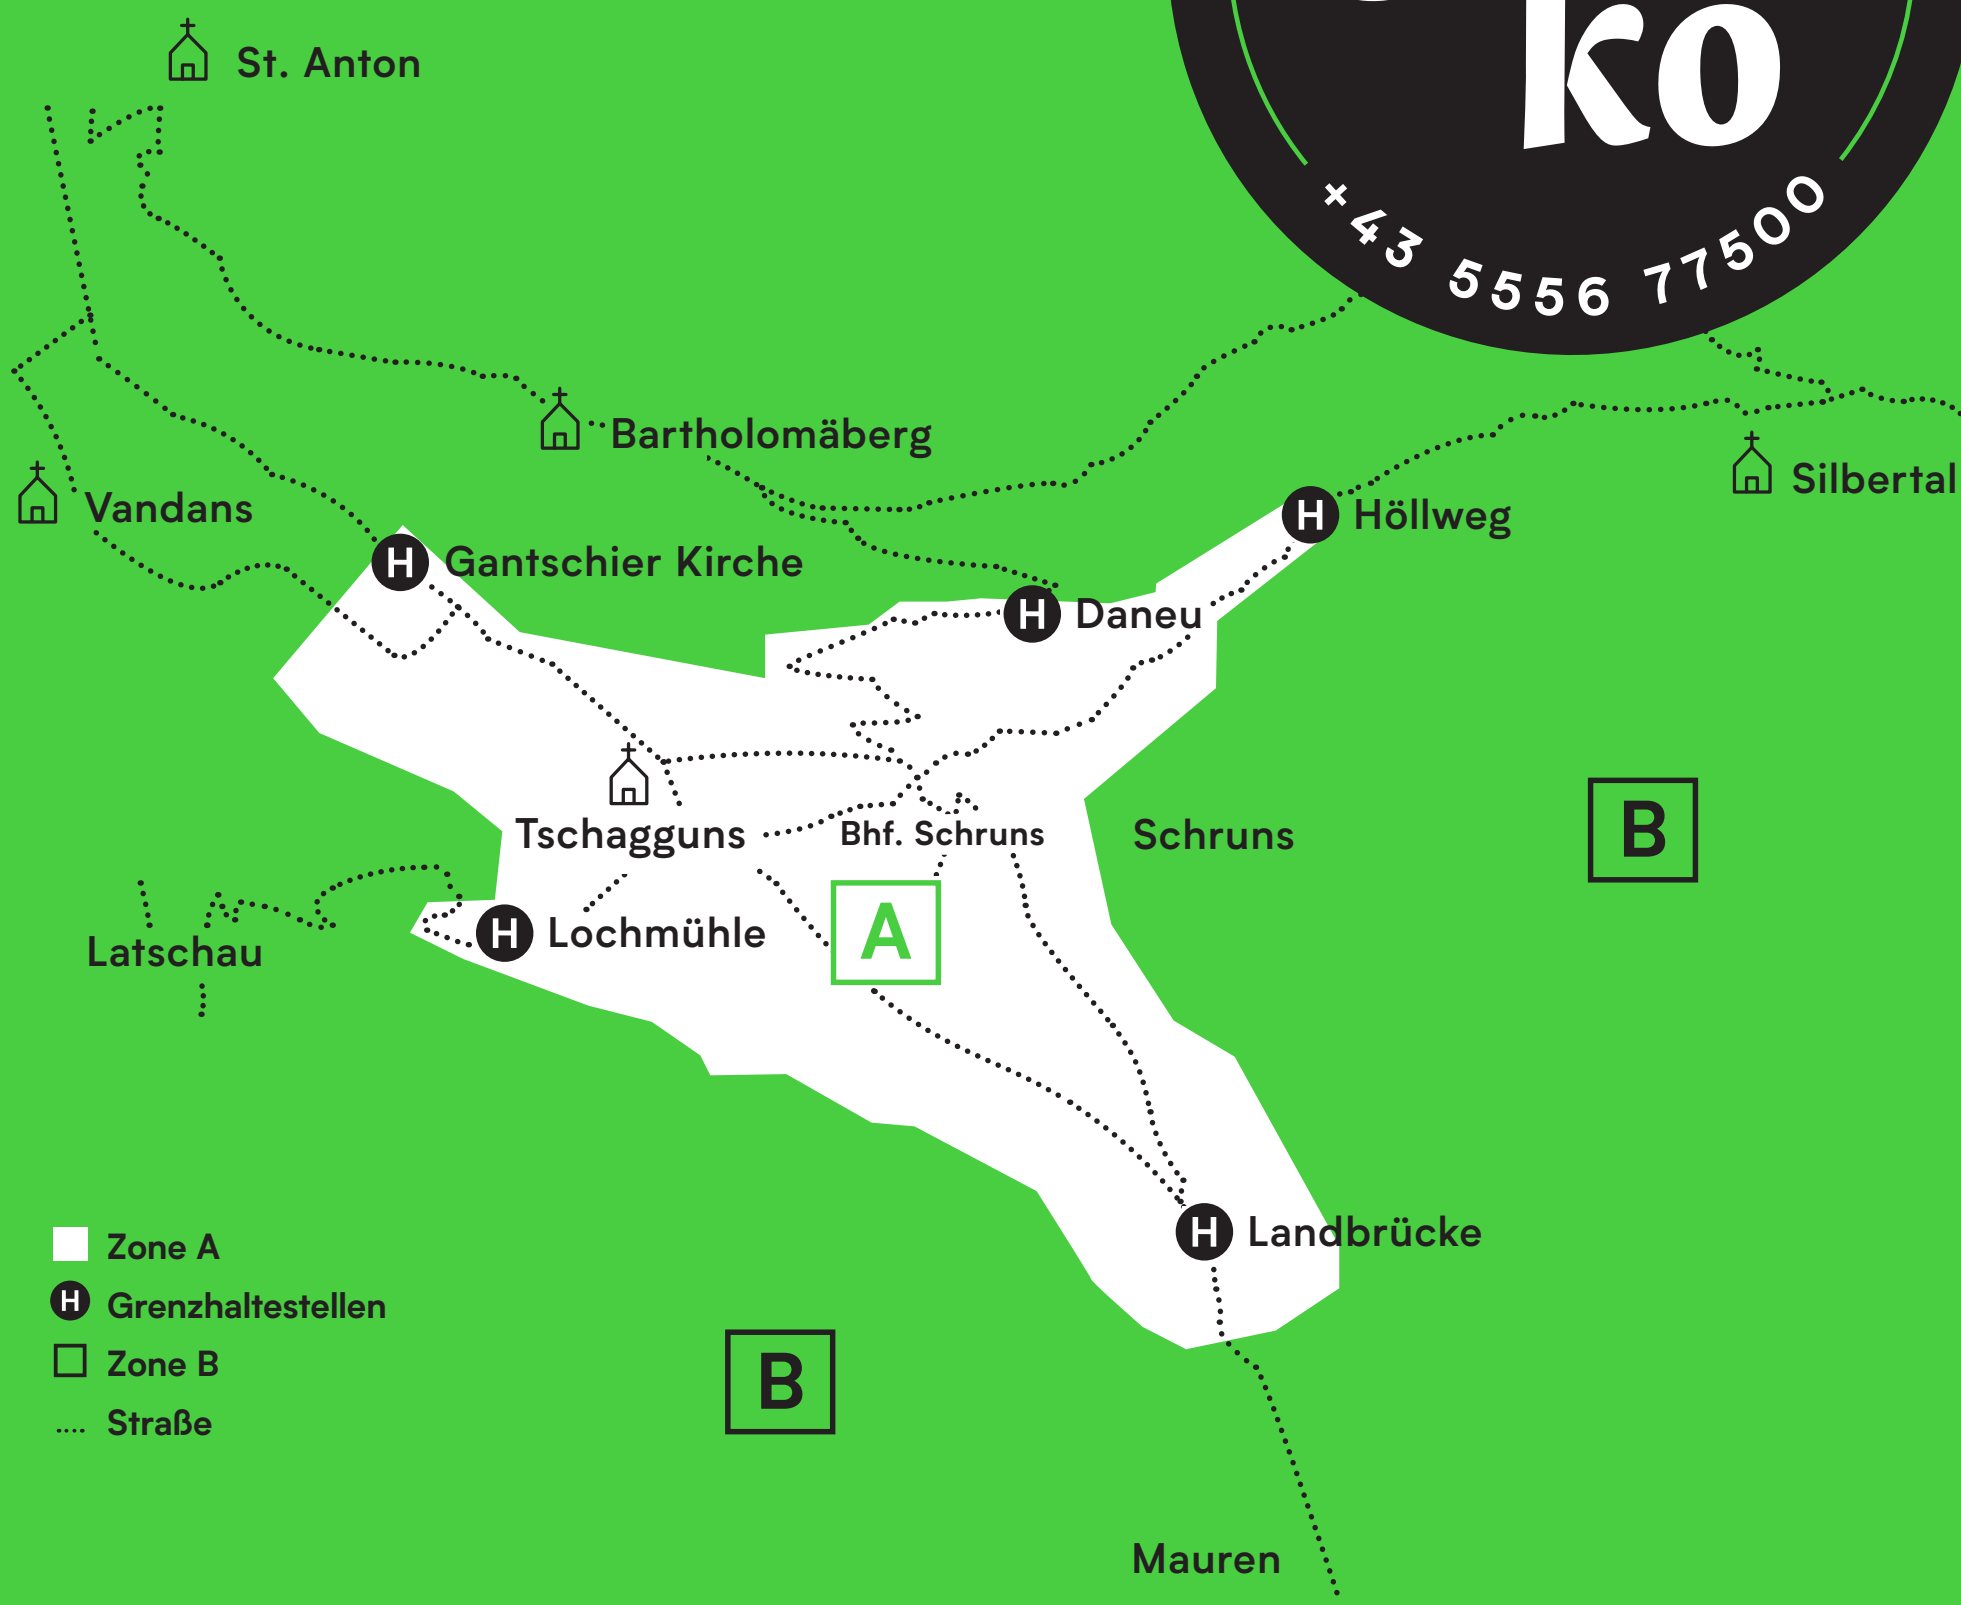 ko
+43 5556 77500
St. Anton
Bartholomäberg
Silbertal
Vandans
Höllweg
H
H
Gantschier Kirche
H
Daneu
Tschagguns
Bhf. Schruns
Schruns
B
A
H
Lochmühle
Latschau
H
Landbrücke
Zone A
H
Grenzhaltestellen
Zone B
Straße
B
Mauren